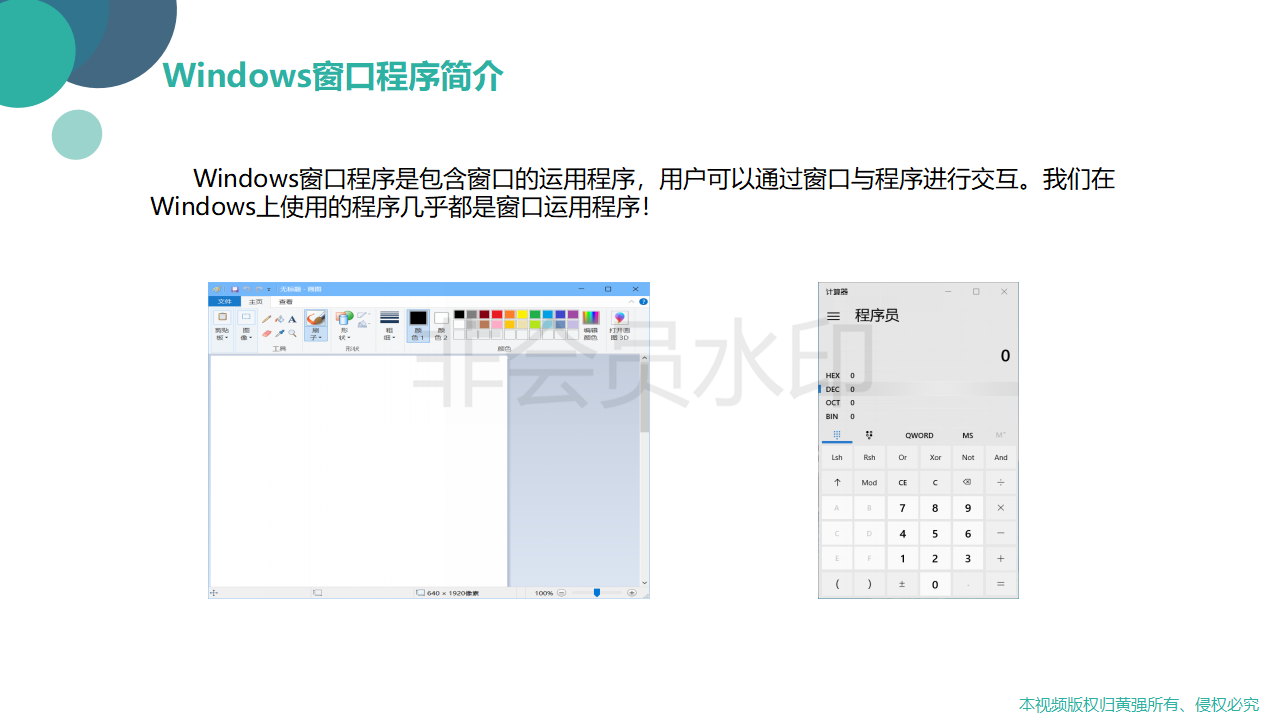 Windows窗口程序简介
Windows窗口程序是包含窗口的运用程序，用户可以通过窗口与程序进行交互。我们在
Windows上使用的程序几乎都是窗口运用程序！
无标题 - 画图
文件 主页 查看
剪贴板 图像 刷子 形状 粗细 颜色 1 颜色 2 编辑颜色 打开画图 3D
工具 形状 颜色
640 × 1920像素 100%
计算器
程序员
0
HEX 0
DEC 0
OCT 0
BIN 0
QWORD MS M
Lsh Rsh Or Xor Not And
↑ Mod CE C ⌫ ÷
A B 7 8 9 ×
C D 4 5 6 −
E F 1 2 3 +
( ) ± 0 . =
非会员水印
本视频版权归黄强所有、侵权必究